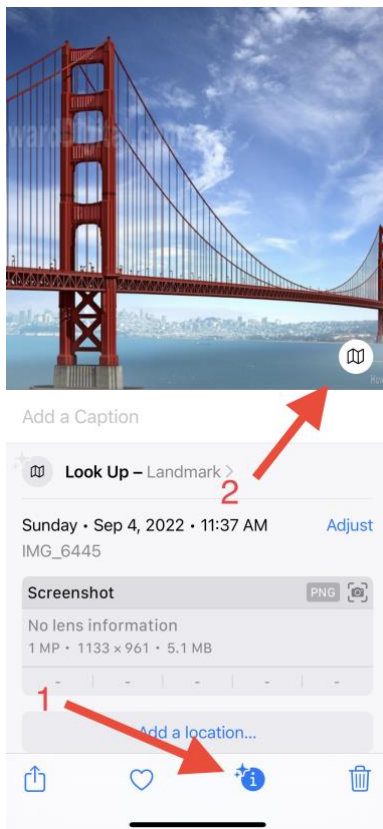 Add a Caption
Look Up – Landmark >
2
Sunday • Sep 4, 2022 • 11:37 AM Adjust
IMG_6445
Screenshot PNG
No lens information
1 MP • 1133 × 961 • 5.1 MB
- - - - -
1
Add a location...